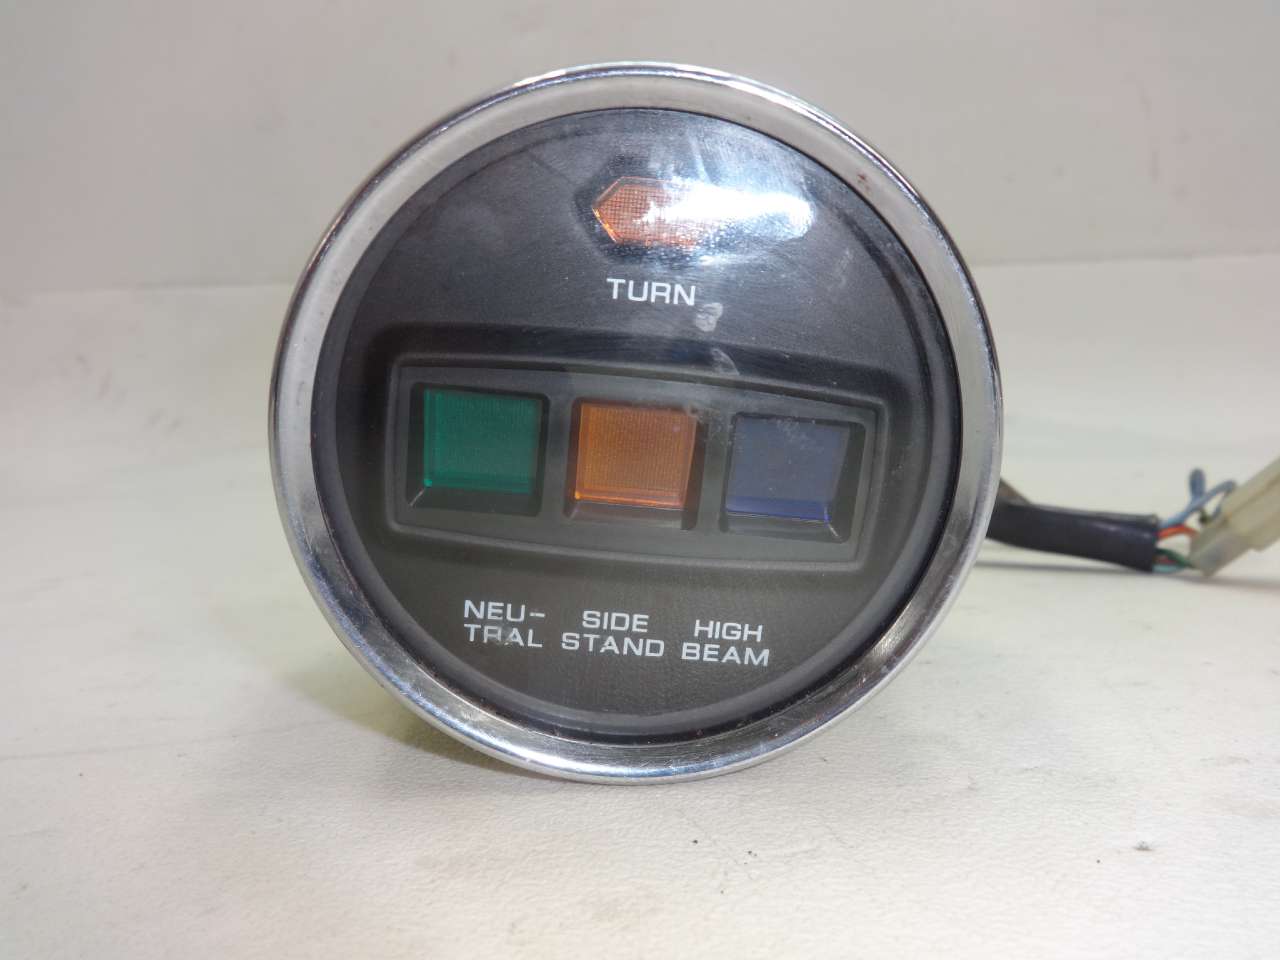 TURN
NEU- SIDE HIGH
TRAL STAND BEAM